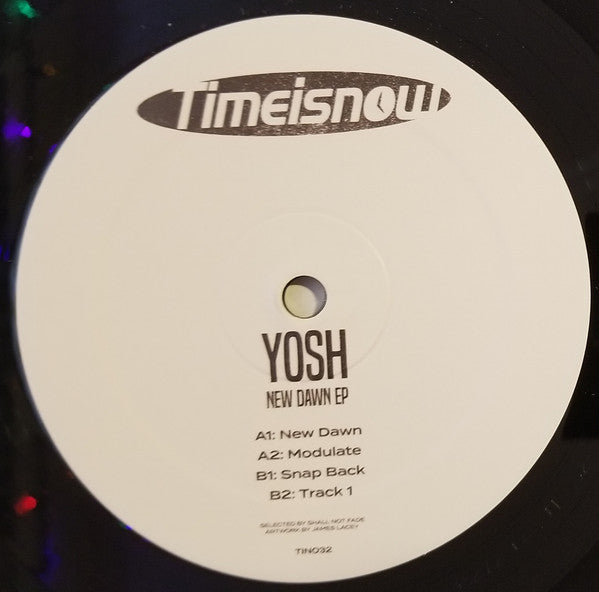 Timeisnow
YOSH
NEW DAWN EP
A1: New Dawn
A2: Modulate
B1: Snap Back
B2: Track 1
SELECTED BY SHALL NOT FADE
ARTWORK BY JAMES LACEY
TIN032